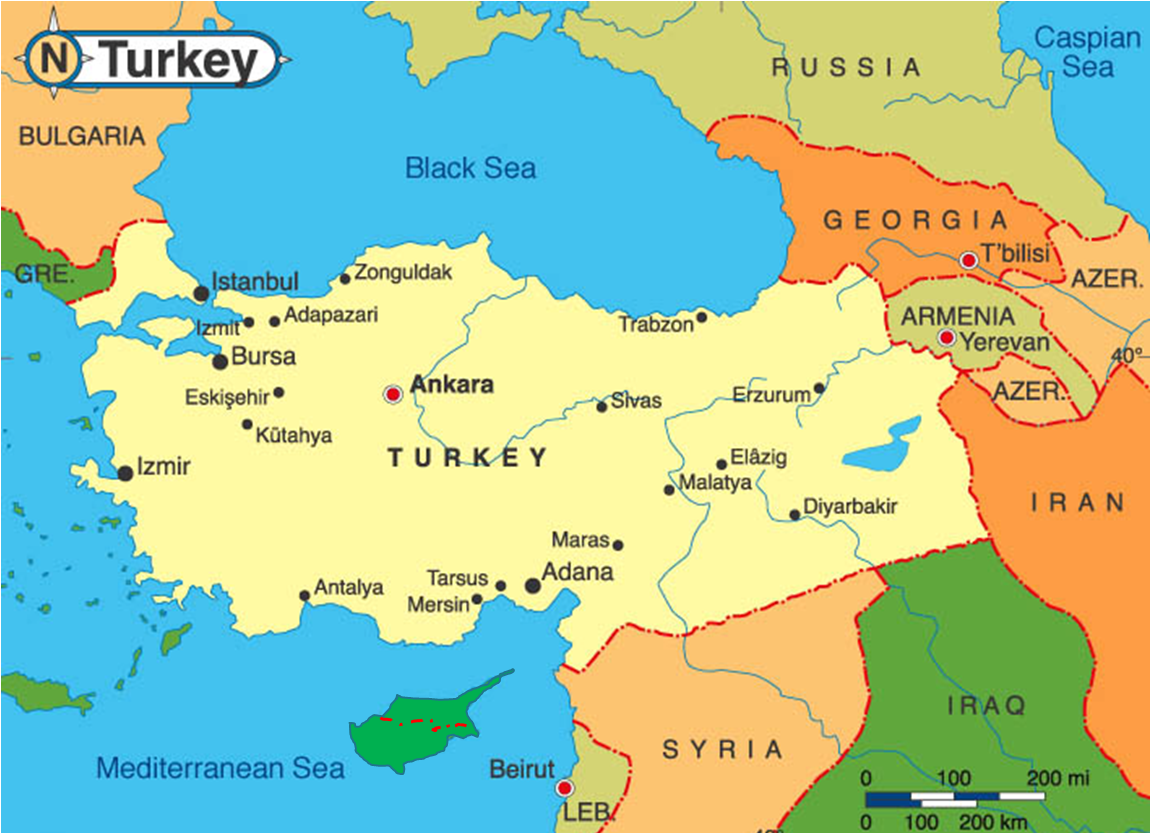 N
Turkey
Caspian
Sea
RUSSIA
BULGARIA
Black Sea
GEORGIA
T'bilisi
GRE.
AZER.
Istanbul
Zonguldak
Izmit
Adapazari
Trabzon
ARMENIA
Yerevan
40°
Bursa
Ankara
AZER.
Eskişehir
Sivas
Erzurum
Kütahya
TURKEY
Izmir
Elâzig
Malatya
Diyarbakir
IRAN
Maras
Adana
Tarsus
Antalya
Mersin
IRAQ
SYRIA
Mediterranean Sea
Beirut
LEB.
0 100 200 mi
0 100 200 km
40°